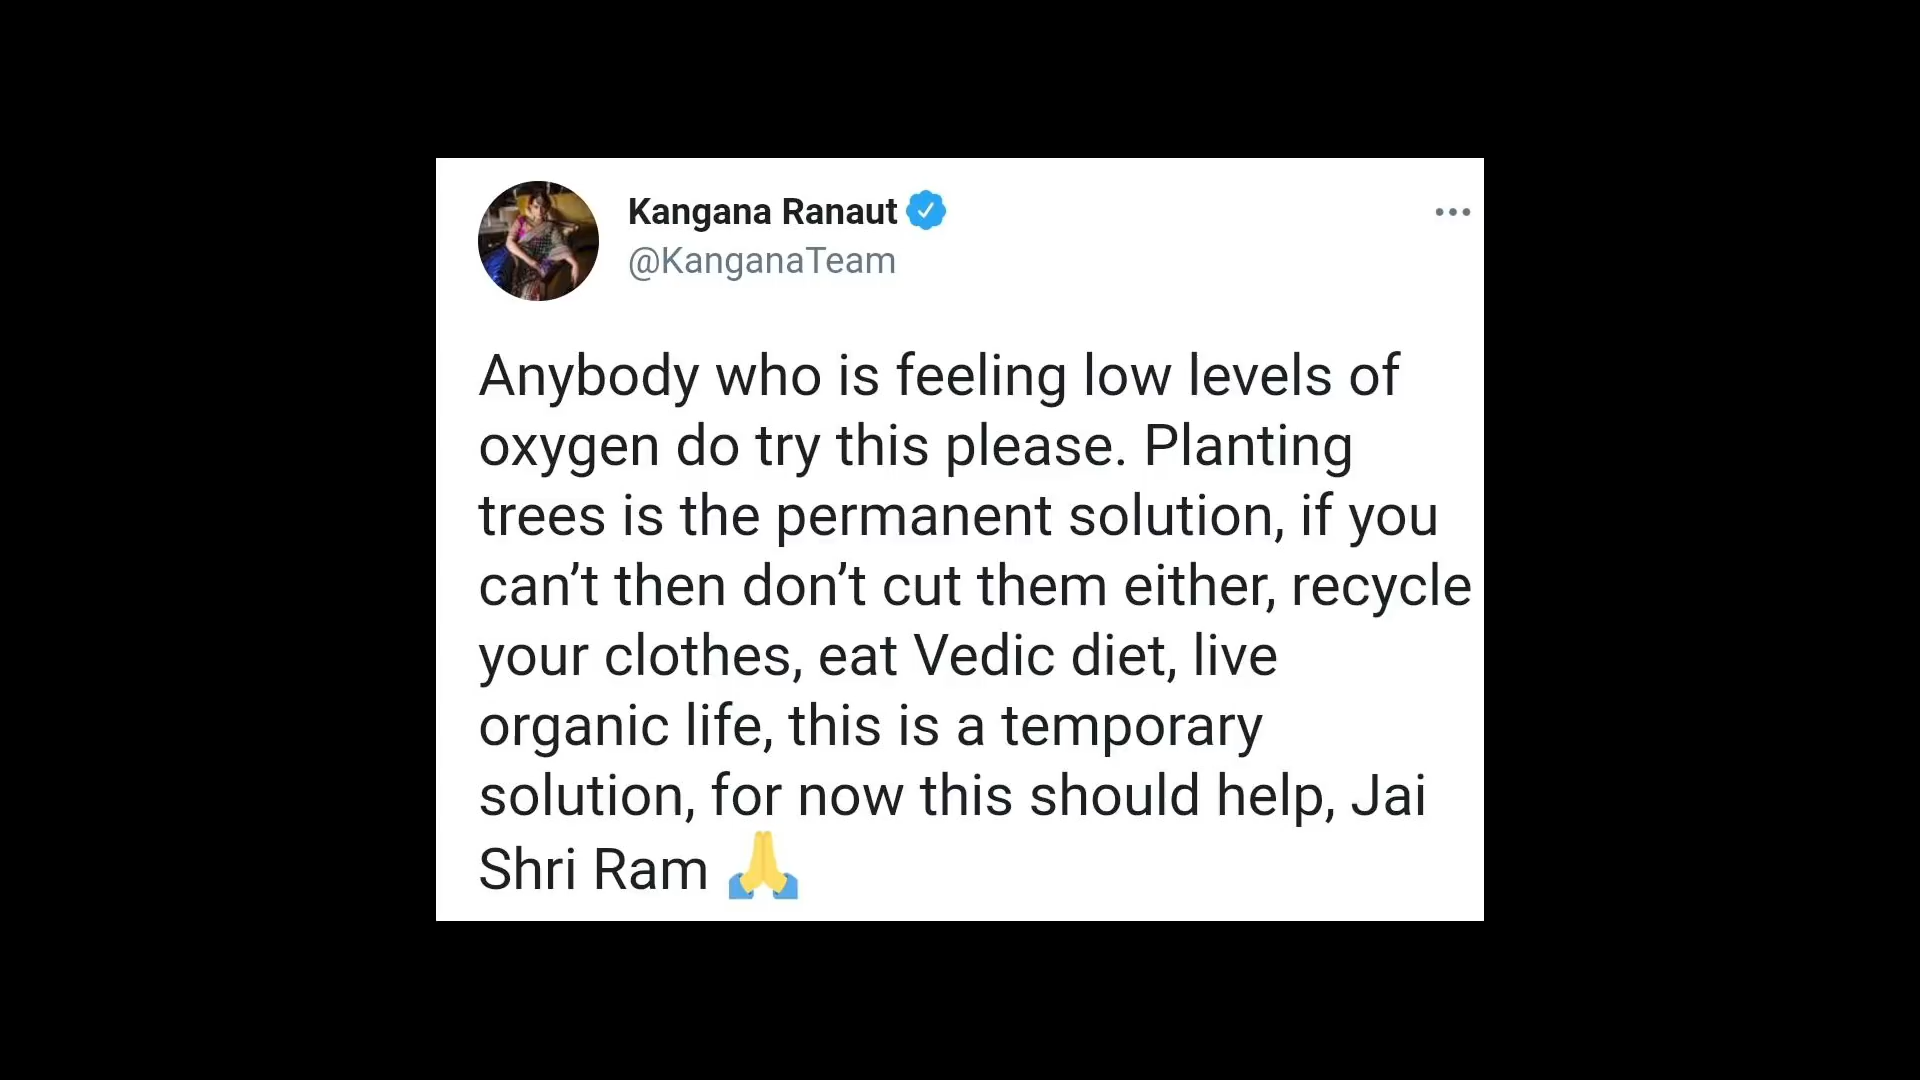 Kangana Ranaut
@KanganaTeam
Anybody who is feeling low levels of
oxygen do try this please. Planting
trees is the permanent solution, if you
can’t then don’t cut them either, recycle
your clothes, eat Vedic diet, live
organic life, this is a temporary
solution, for now this should help, Jai
Shri Ram 🙏